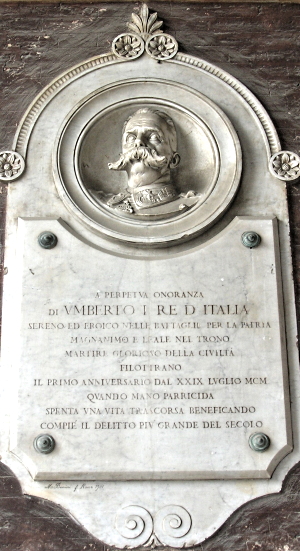 A PERPETVA ONORANZA
DI VMBERTO I RE D ITALIA
SERENO ED EROICO NELLE BATTAGLIE PER LA PATRIA
MAGNANIMO E LEALE NEL TRONO
MARTIRE GLORIOSO DELLA CIVILTÀ
FILOTTRANO
IL PRIMO ANNIVERSARIO DAL XXIX LVGLIO MCM
QVANDO MANO PARRICIDA
SPENTA VNA VITA TRASCORSA BENEFICANDO
COMPIÈ IL DELITTO PIV GRANDE DEL SECOLO